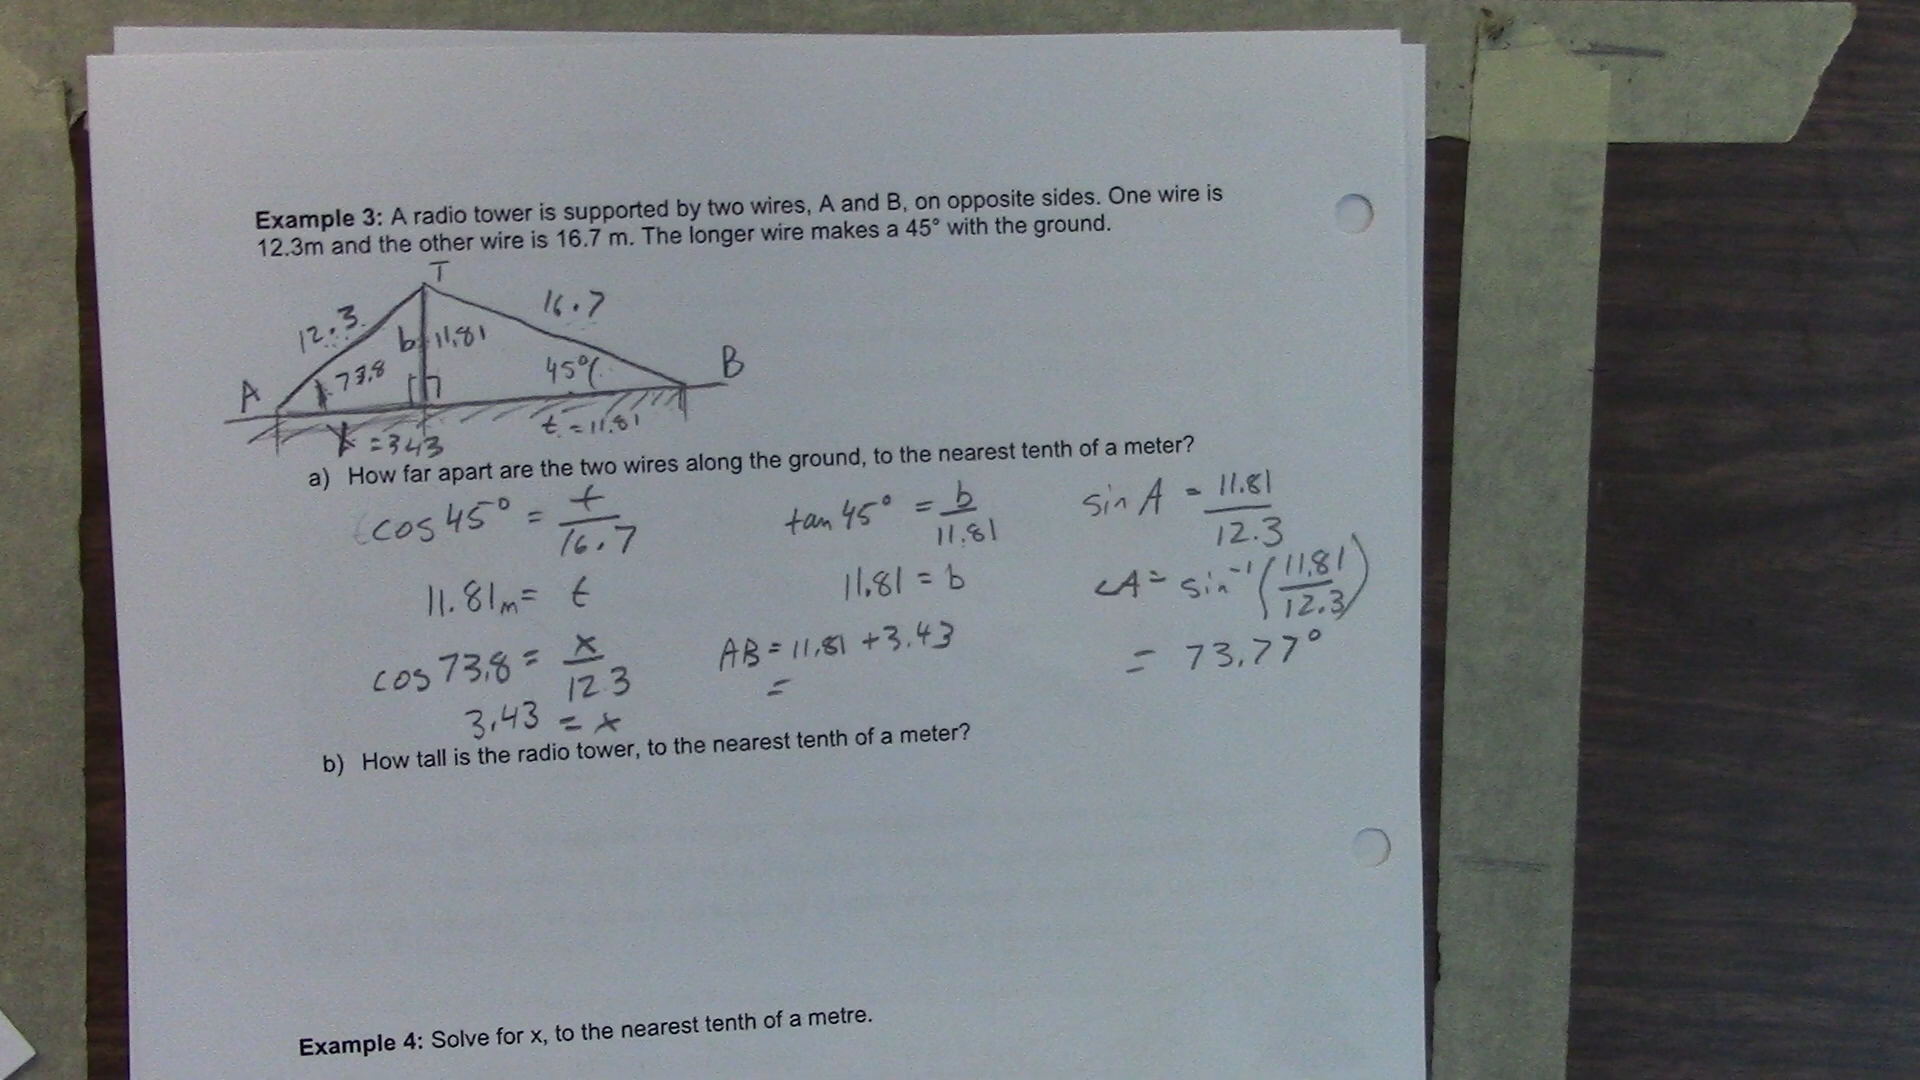 Example 3: A radio tower is supported by two wires, A and B, on opposite sides. One wire is
12.3m and the other wire is 16.7 m. The longer wire makes a 45° with the ground.
T
12.3
16.7
b
11.81
A
73.8
45°
B
x = 3.43
t = 11.81
a) How far apart are the two wires along the ground, to the nearest tenth of a meter?
cos 45° = t/16.7
tan 45° = b/11.81
sin A = 11.81/12.3
11.81m = t
11.81 = b
∠A = sin⁻¹(11.81/12.3)
cos 73.8 = x/12.3
AB = 11.81 + 3.43
= 73.77°
3.43 = x
=
b) How tall is the radio tower, to the nearest tenth of a meter?
Example 4: Solve for x, to the nearest tenth of a metre.